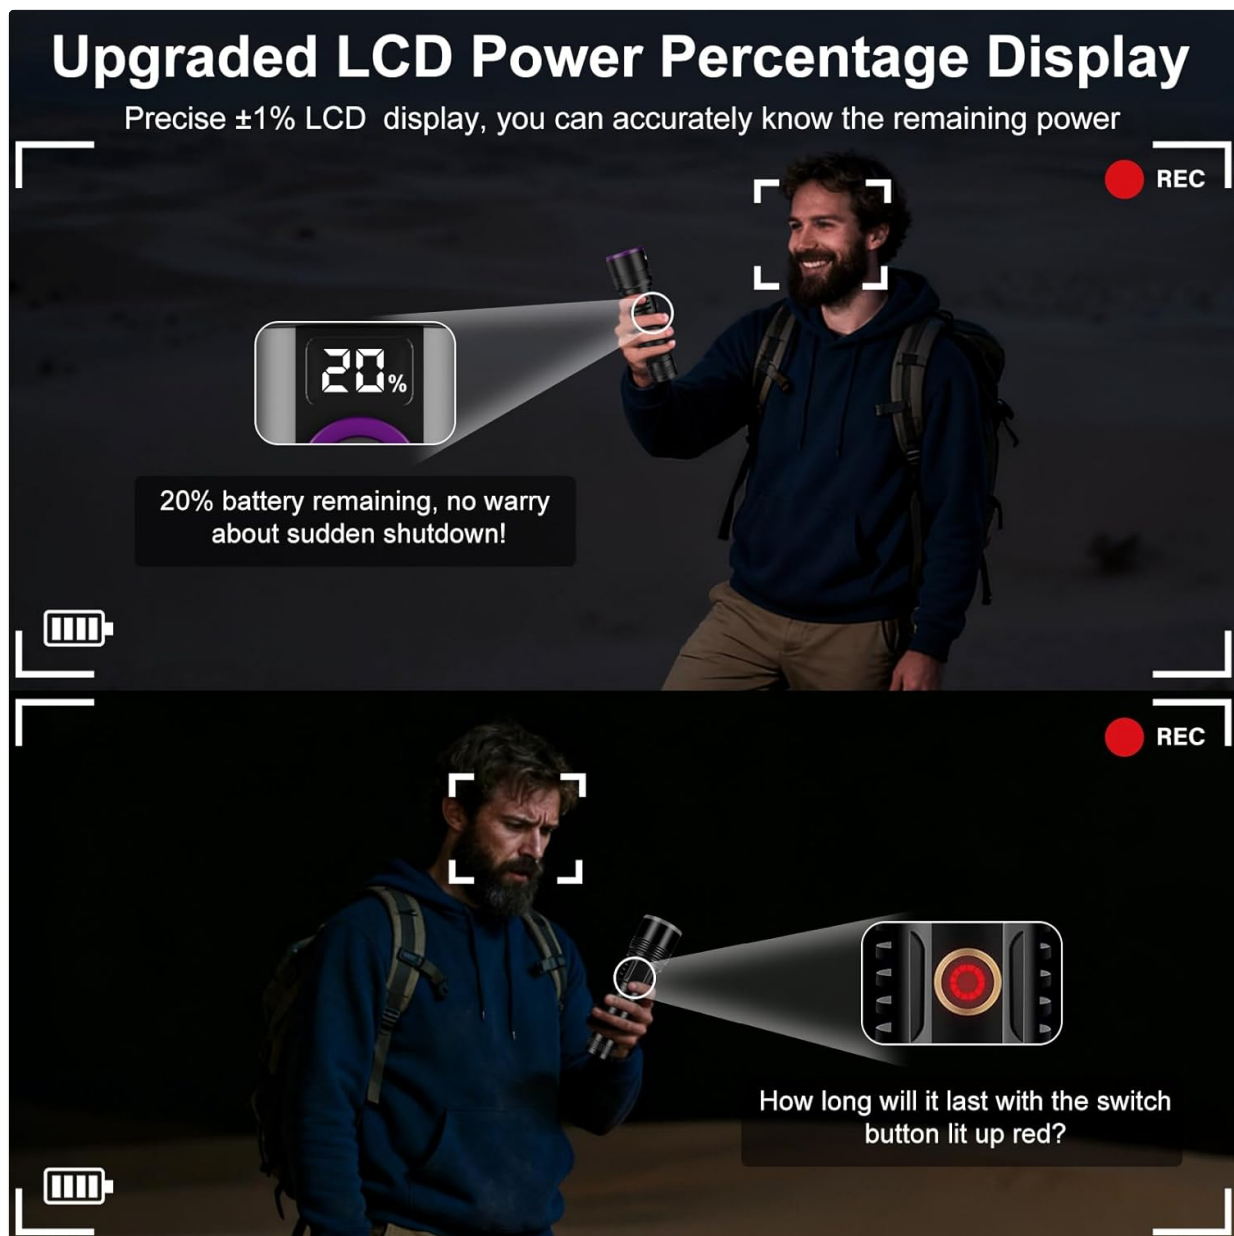 Upgraded LCD Power Percentage Display
Precise ±1% LCD display, you can accurately know the remaining power
REC
20%
20% battery remaining, no warry
about sudden shutdown!
REC
How long will it last with the switch
button lit up red?